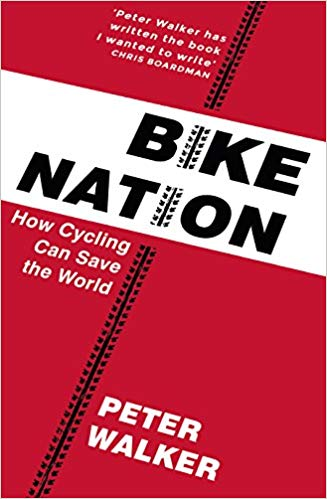 'Peter Walker has
written the book
I wanted to write'
CHRIS BOARDMAN
BIKE
NATION
How Cycling
Can Save
the World
PETER
WALKER